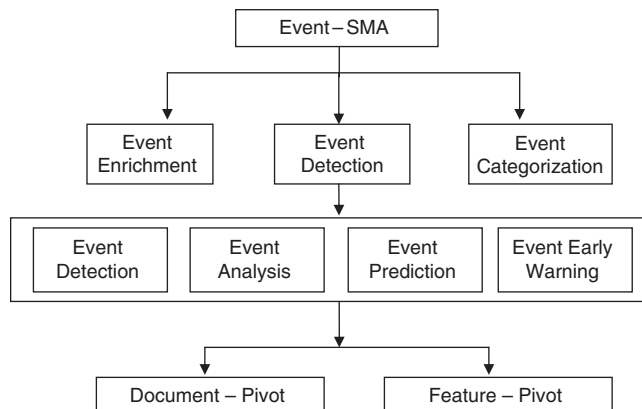 Event – SMA
Event
Enrichment
Event
Detection
Event
Categorization
Event
Detection
Event
Analysis
Event
Prediction
Event Early
Warning
Document – Pivot
Feature – Pivot